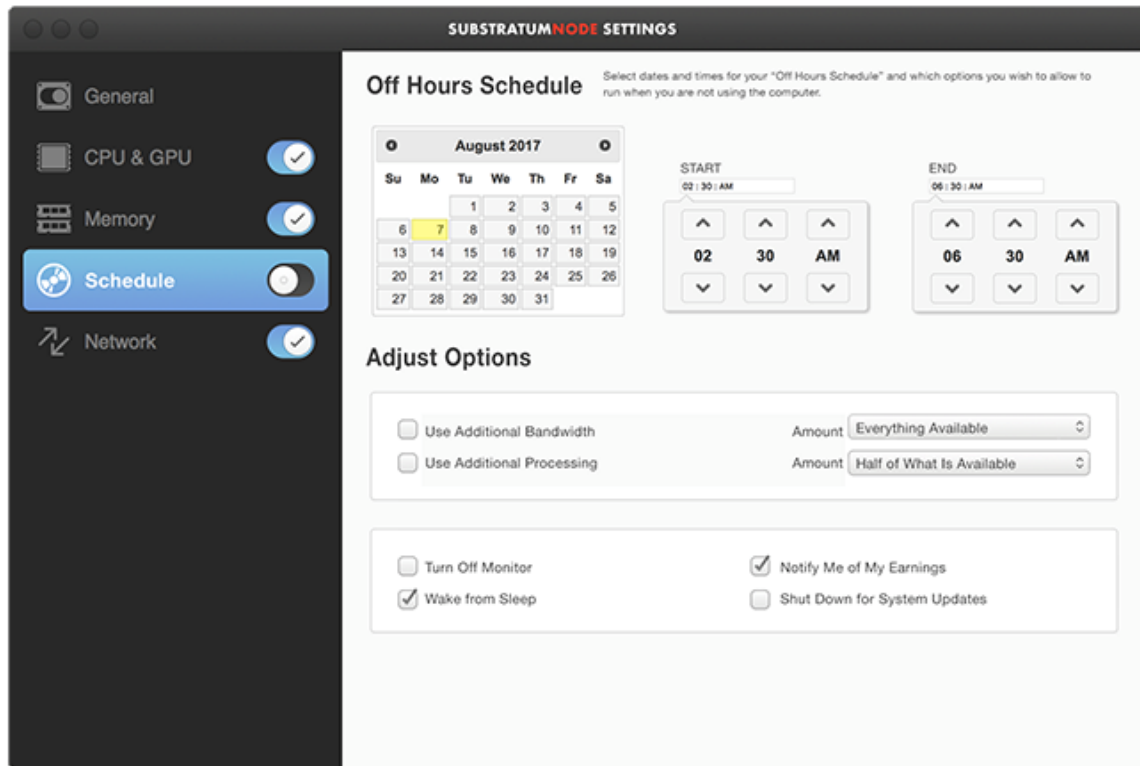 SUBSTRATUMNODE SETTINGS
General
CPU & GPU
Memory
Schedule
Network
Off Hours Schedule
Select dates and times for your "Off Hours Schedule" and which options you wish to allow to
run when you are not using the computer.
August 2017
Su Mo Tu We Th Fr Sa
1 2 3 4 5
6 7 8 9 10 11 12
13 14 15 16 17 18 19
20 21 22 23 24 25 26
27 28 29 30 31
START
02 : 30 : AM
02 30 AM
END
06 : 30 : AM
06 30 AM
Adjust Options
Use Additional Bandwidth Amount Everything Available
Use Additional Processing Amount Half of What Is Available
Turn Off Monitor Notify Me of My Earnings
Wake from Sleep Shut Down for System Updates